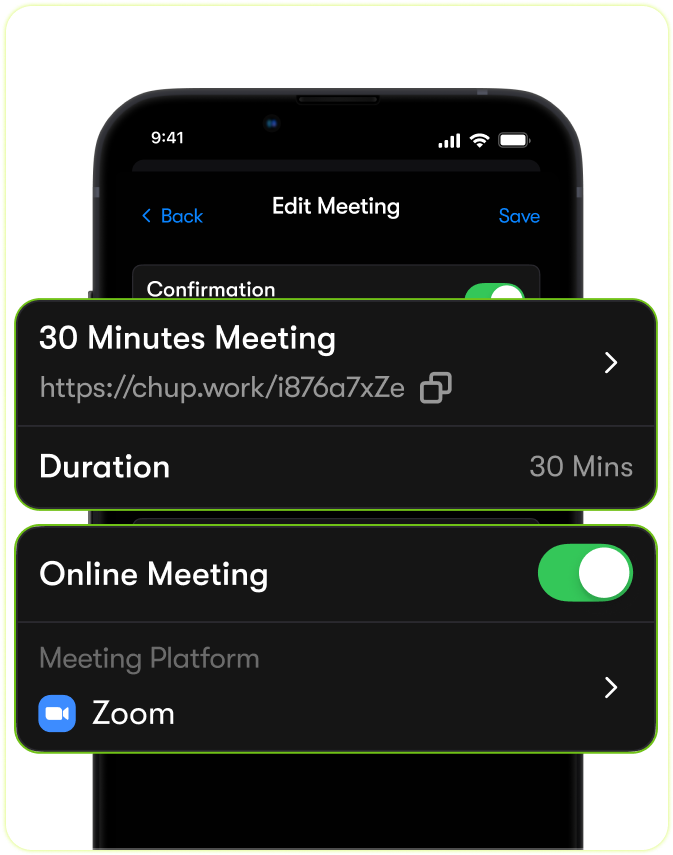 9:41
Back
Edit Meeting
Save
Confirmation
30 Minutes Meeting
https://chup.work/i876a7xZe
Duration
30 Mins
Online Meeting
Meeting Platform
Zoom